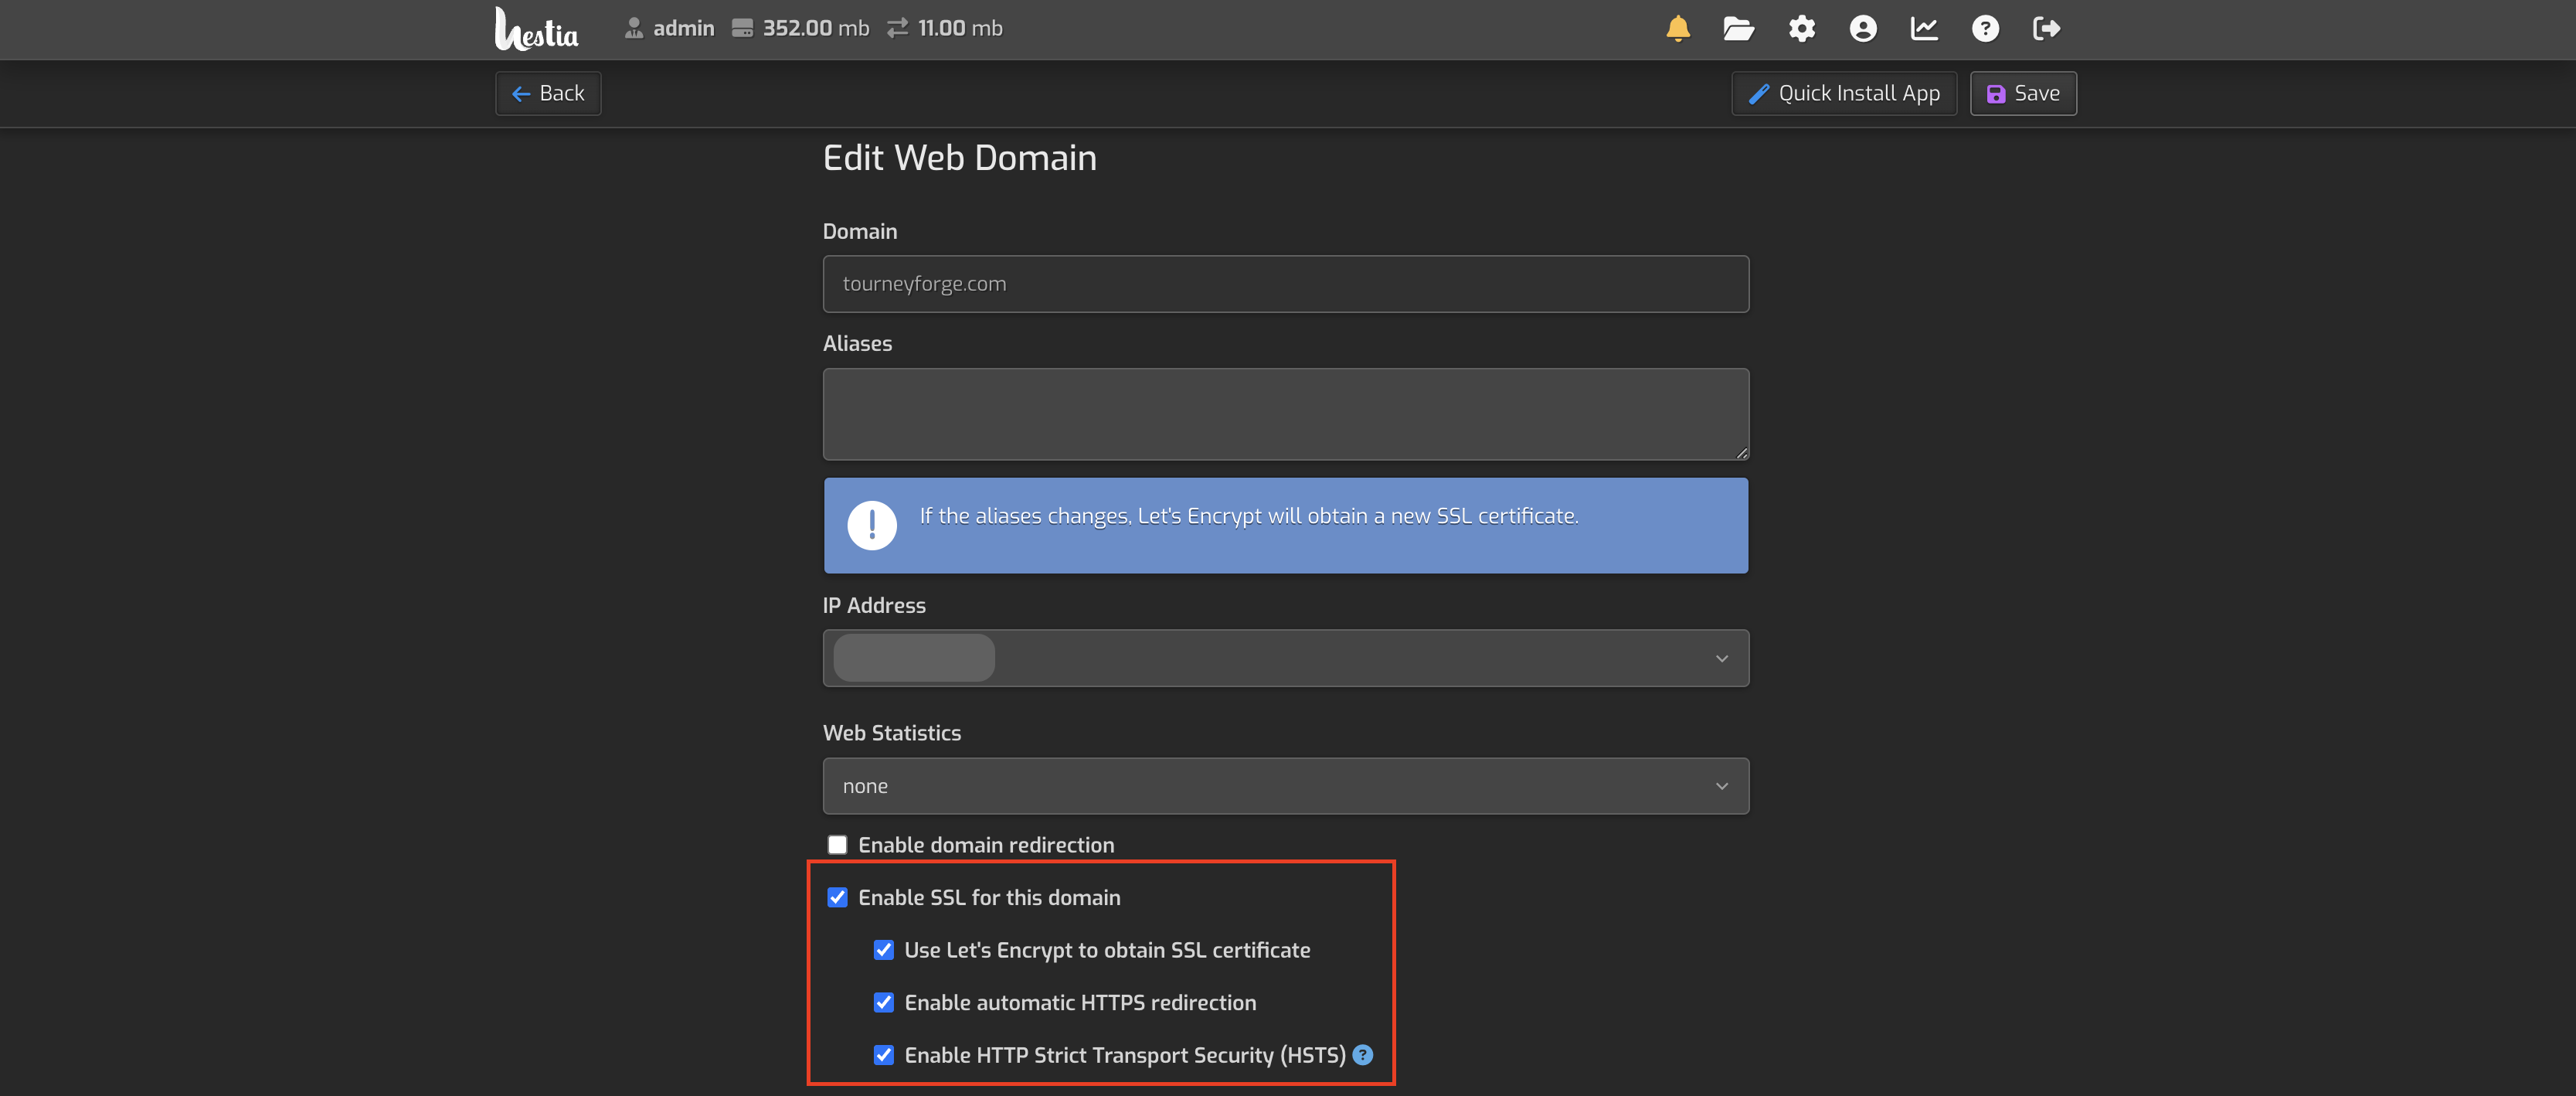 Hestia admin 352.00 mb 11.00 mb ?
Back Quick Install App Save
Edit Web Domain
Domain
tourneyforge.com
Aliases
! If the aliases changes, Let's Encrypt will obtain a new SSL certificate.
IP Address
Web Statistics
none
Enable domain redirection
Enable SSL for this domain
Use Let's Encrypt to obtain SSL certificate
Enable automatic HTTPS redirection
Enable HTTP Strict Transport Security (HSTS) ?